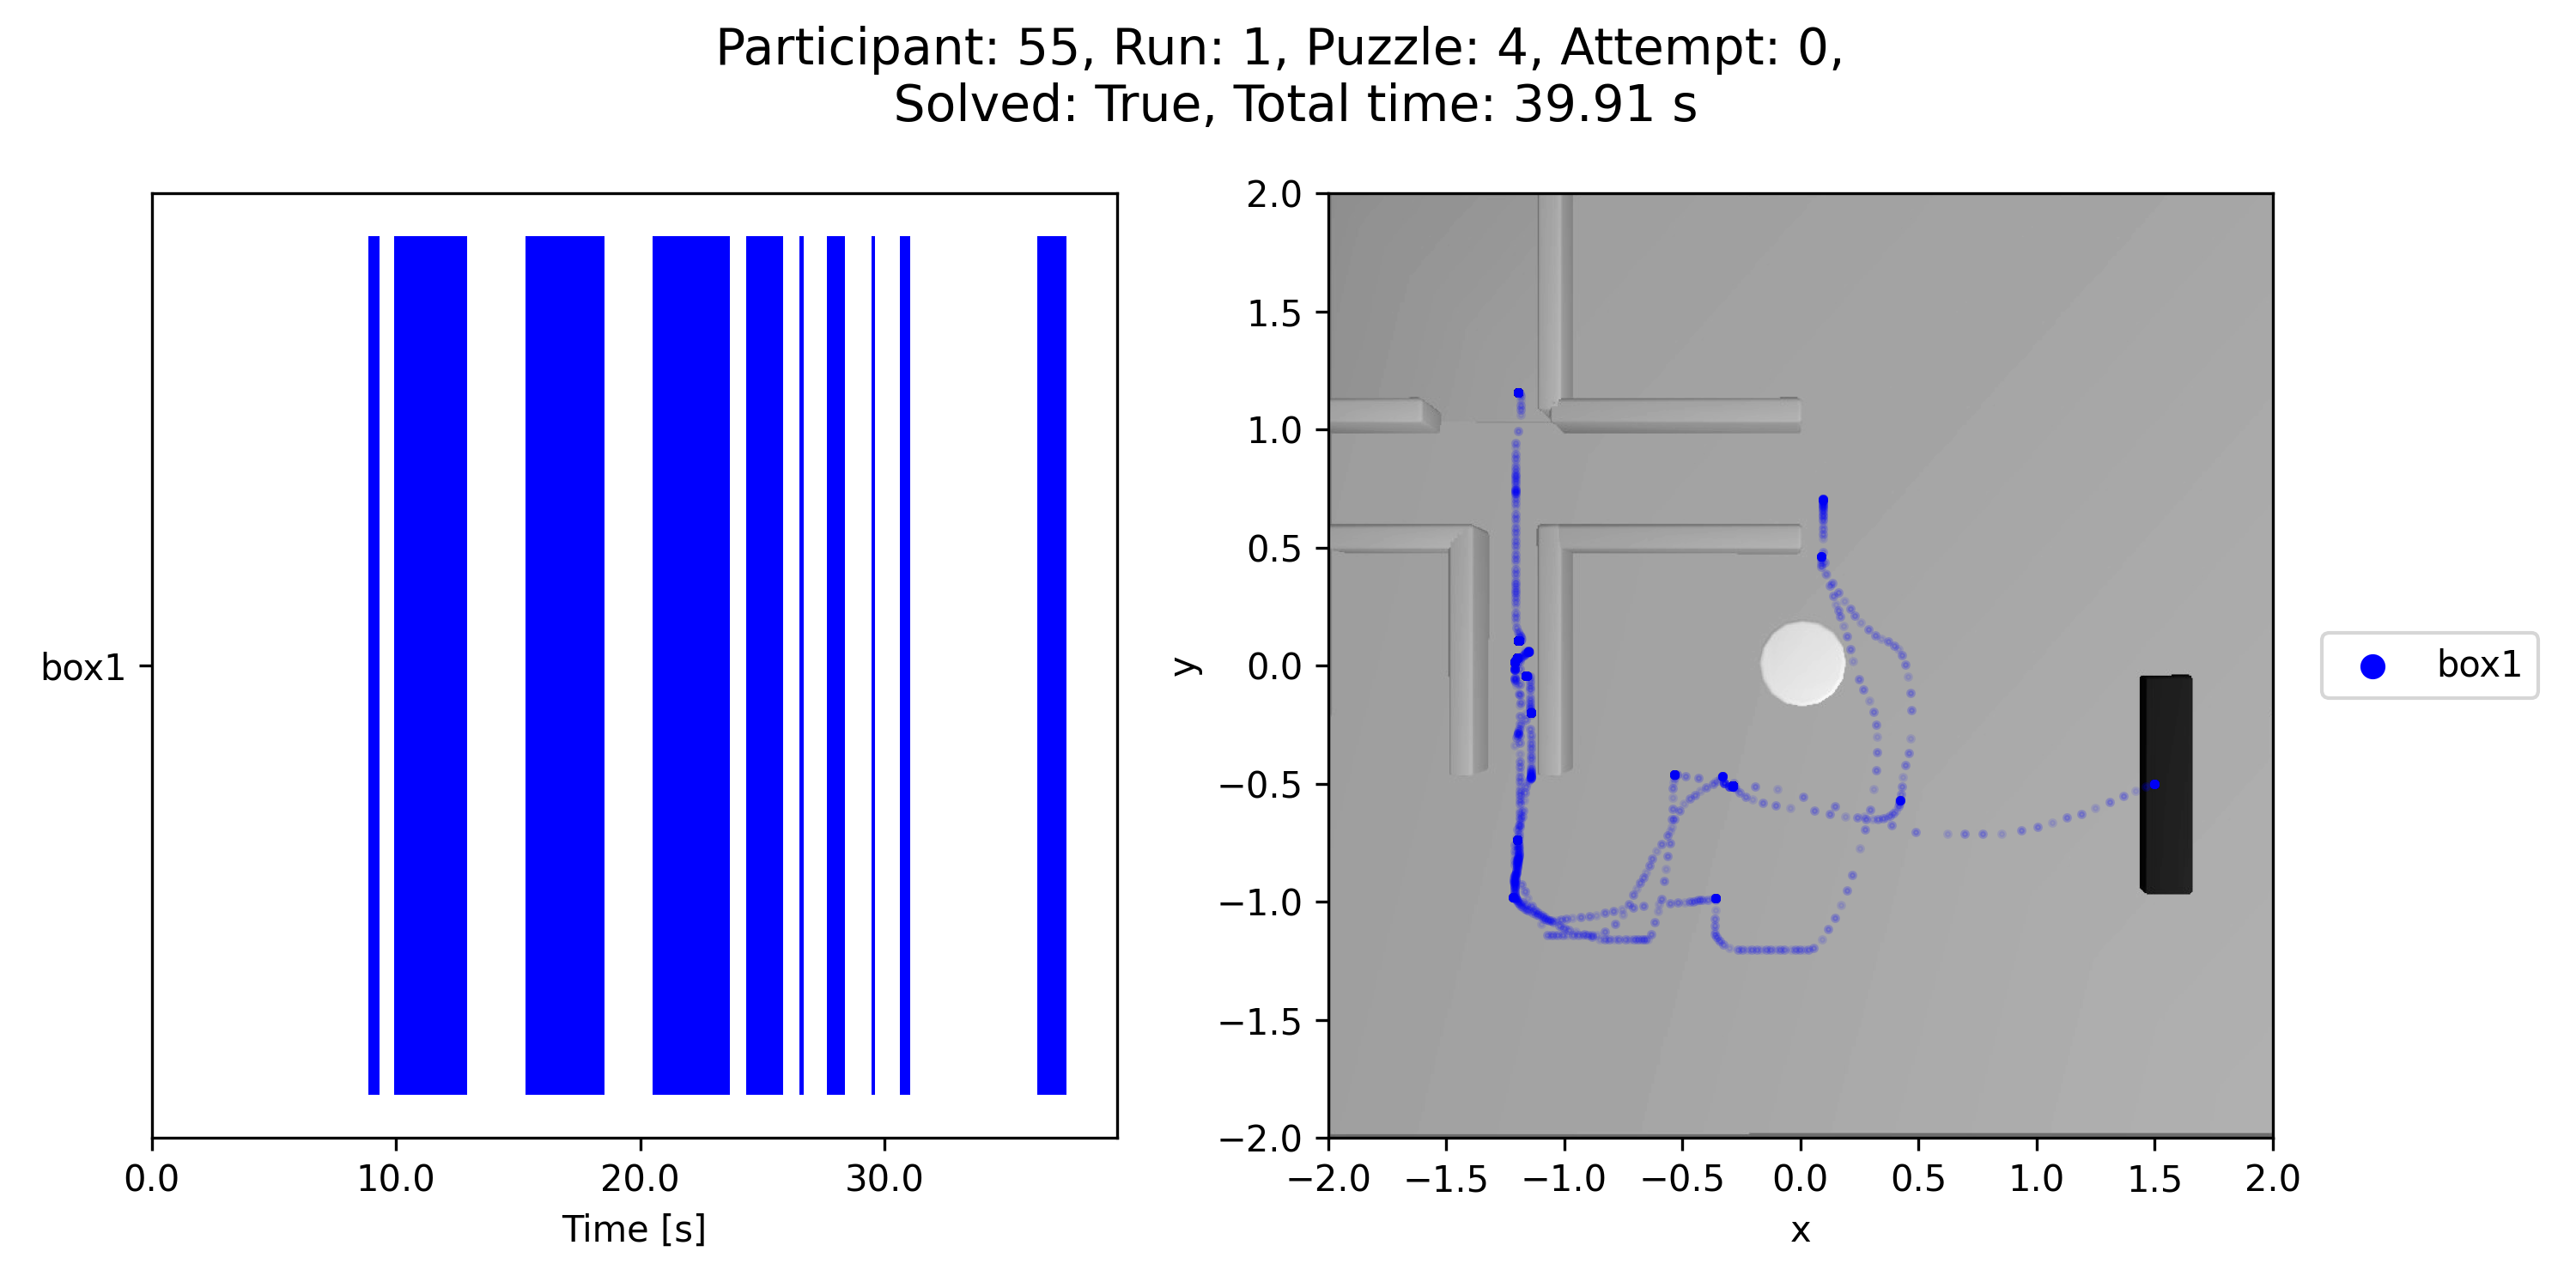 Participant: 55, Run: 1, Puzzle: 4, Attempt: 0,
Solved: True, Total time: 39.91 s
box1
0.0 10.0 20.0 30.0
Time [s]
2.0
1.5
1.0
0.5
0.0
−0.5
−1.0
−1.5
−2.0
y
−2.0 −1.5 −1.0 −0.5 0.0 0.5 1.0 1.5 2.0
x
box1